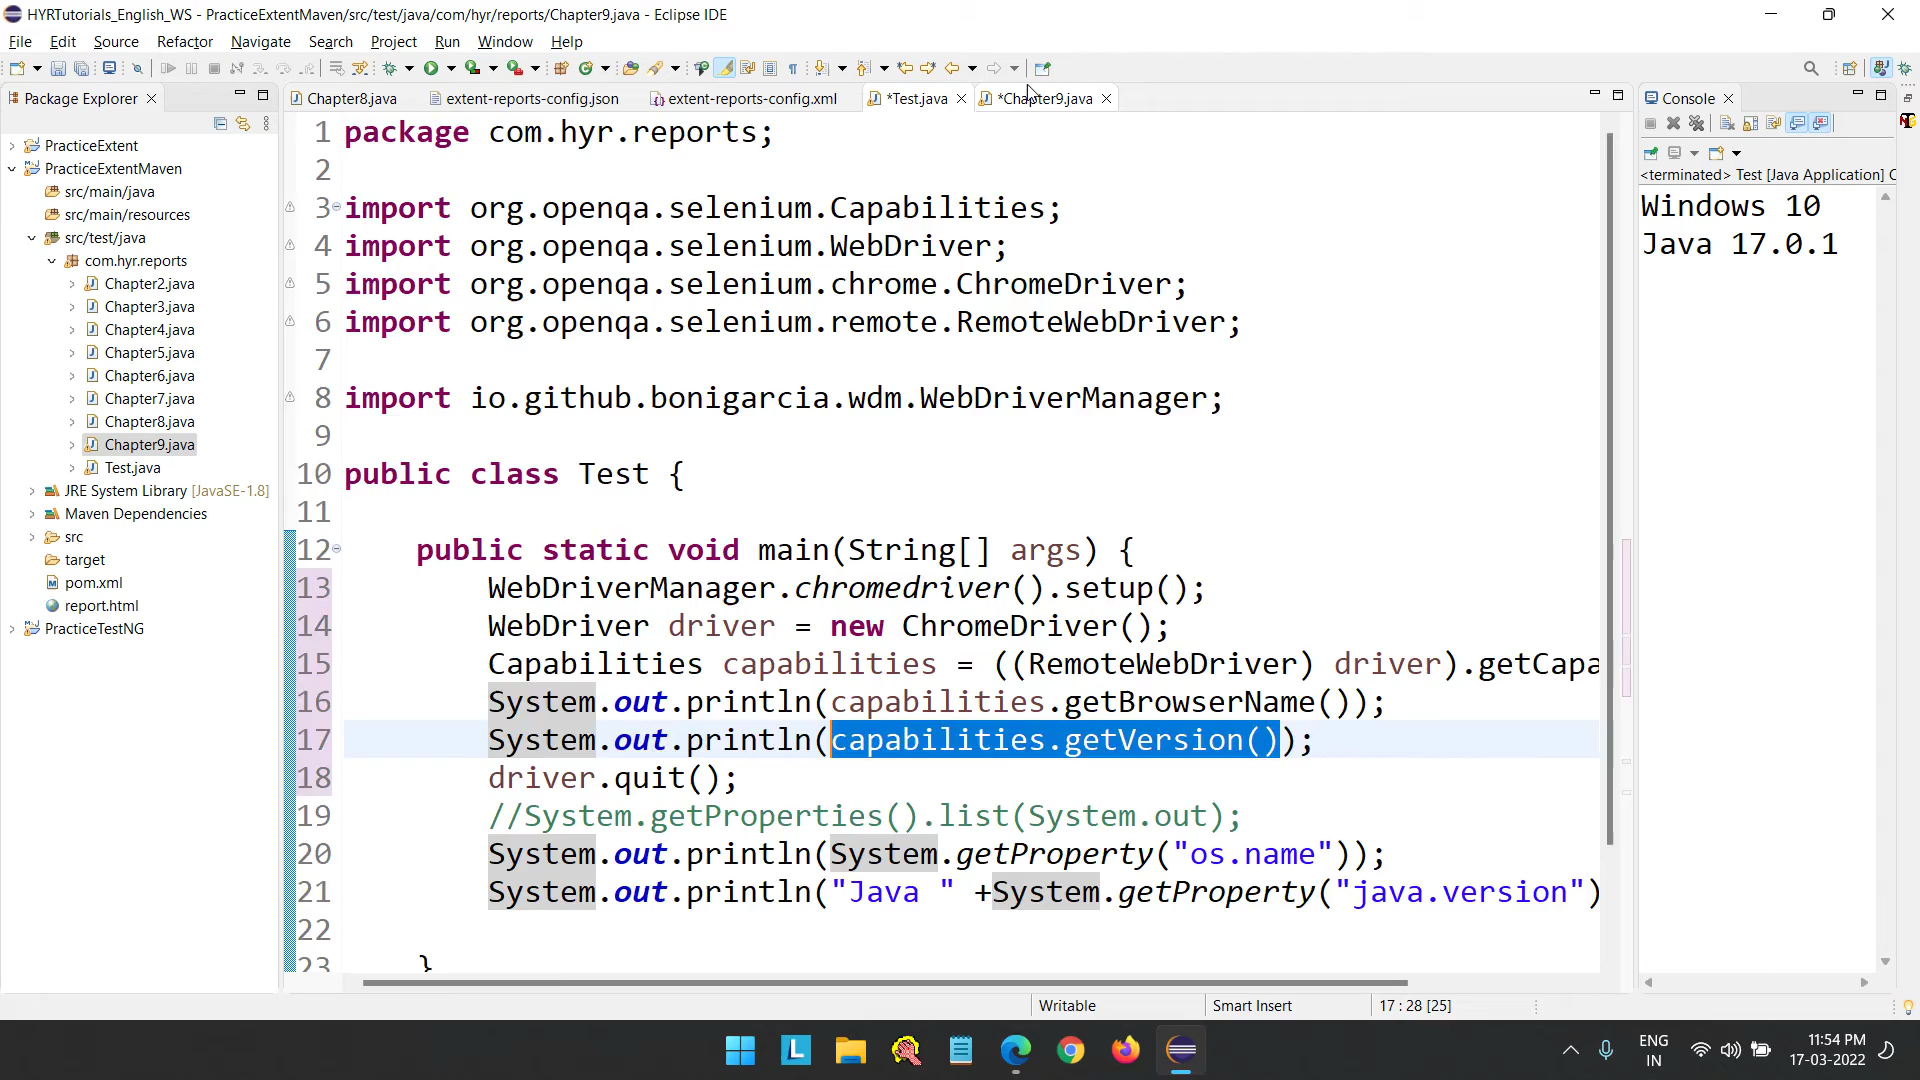 HYRTutorials_English_WS - PracticeExtentMaven/src/test/java/com/hyr/reports/Chapter9.java - Eclipse IDE
File Edit Source Refactor Navigate Search Project Run Window Help
Package Explorer
Chapter8.java extent-reports-config.json extent-reports-config.xml *Test.java *Chapter9.java
Console
PracticeExtent
PracticeExtentMaven
src/main/java
src/main/resources
src/test/java
com.hyr.reports
Chapter2.java
Chapter3.java
Chapter4.java
Chapter5.java
Chapter6.java
Chapter7.java
Chapter8.java
Chapter9.java
Test.java
JRE System Library [JavaSE-1.8]
Maven Dependencies
src
target
pom.xml
report.html
PracticeTestNG
1 package com.hyr.reports;
2
3 import org.openqa.selenium.Capabilities;
4 import org.openqa.selenium.WebDriver;
5 import org.openqa.selenium.chrome.ChromeDriver;
6 import org.openqa.selenium.remote.RemoteWebDriver;
7
8 import io.github.bonigarcia.wdm.WebDriverManager;
9
10 public class Test {
11
12 public static void main(String[] args) {
13 WebDriverManager.chromedriver().setup();
14 WebDriver driver = new ChromeDriver();
15 Capabilities capabilities = ((RemoteWebDriver) driver).getCapa
16 System.out.println(capabilities.getBrowserName());
17 System.out.println(capabilities.getVersion());
18 driver.quit();
19 //System.getProperties().list(System.out);
20 System.out.println(System.getProperty("os.name"));
21 System.out.println("Java " +System.getProperty("java.version")
22
23 }
<terminated> Test [Java Application] C
Windows 10
Java 17.0.1
Writable Smart Insert 17 : 28 [25]
ENG
IN
11:54 PM
17-03-2022